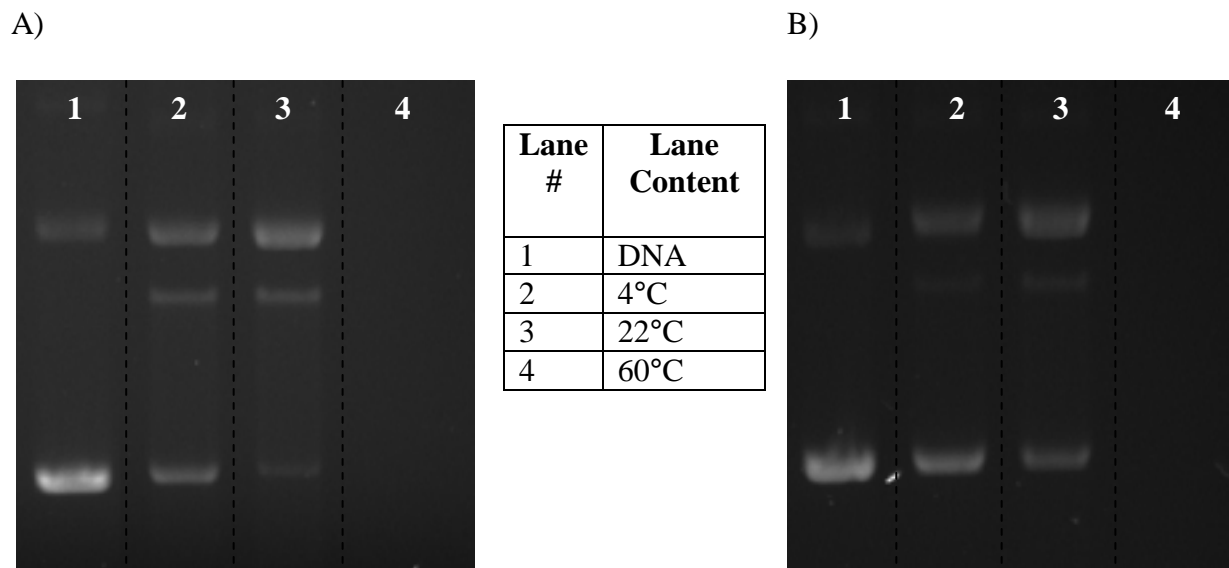 A)
B)
1 2 3 4
Lane # Lane Content
1 DNA
2 4°C
3 22°C
4 60°C
1 2 3 4